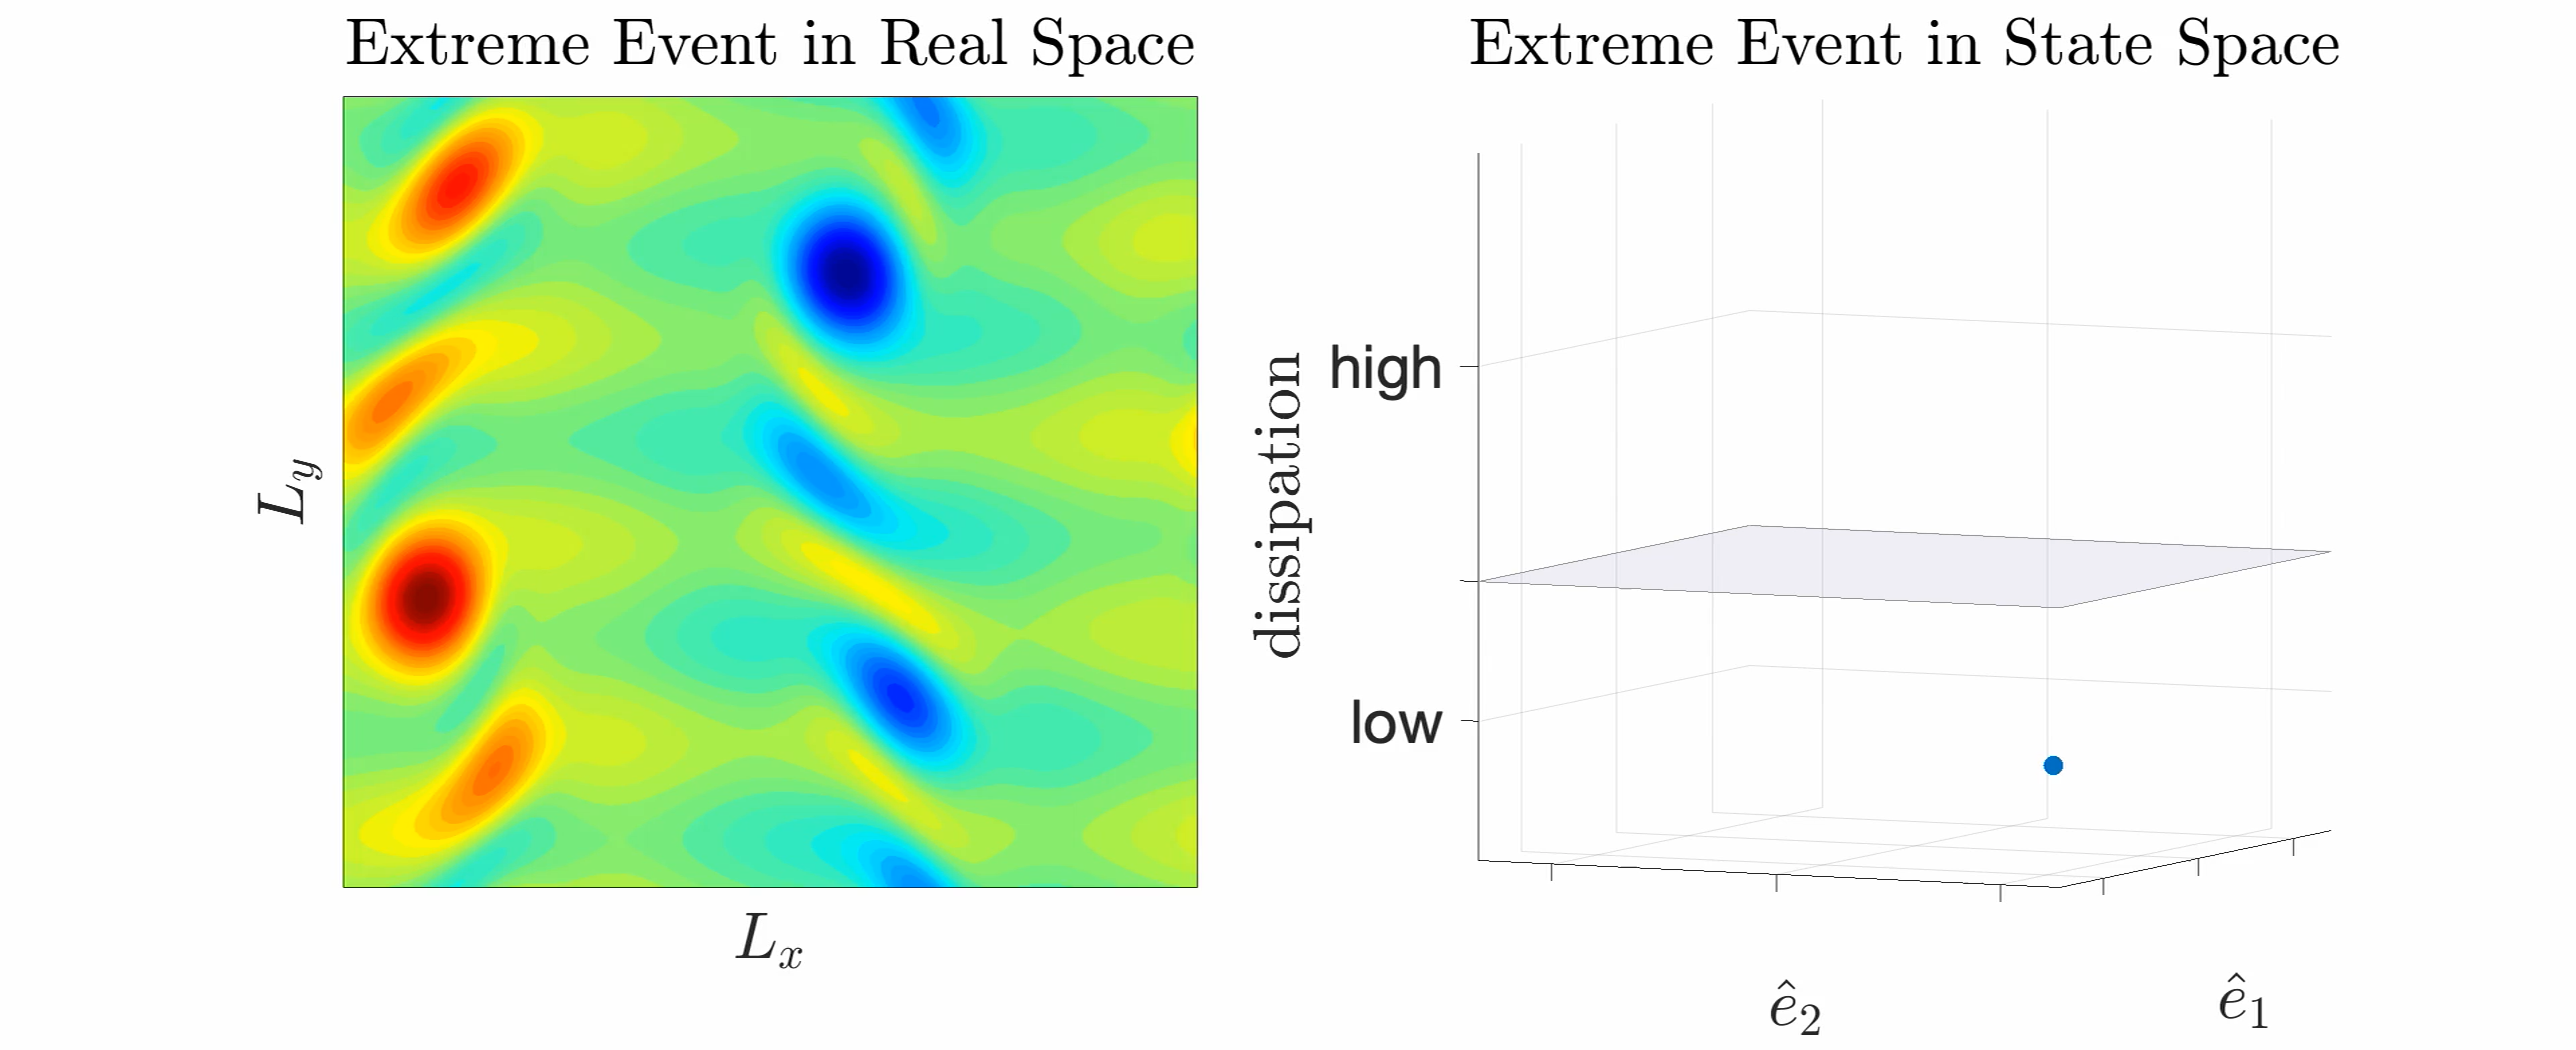 Extreme Event in Real Space
L_y
L_x
Extreme Event in State Space
dissipation
high
low
ê_2
ê_1